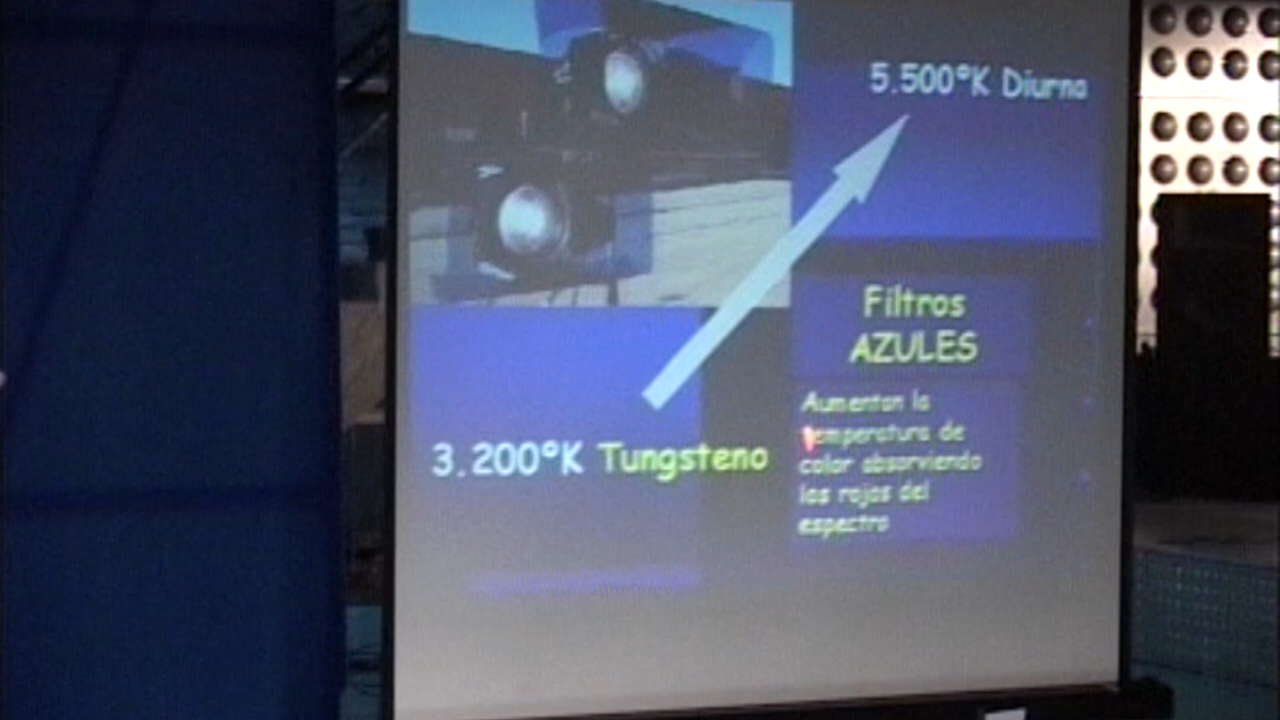 5.500°K Diurna
Filtros
AZULES
Aumentan la
temperatura de
color absorviendo
los rojos del
espectro
3.200°K Tungsteno